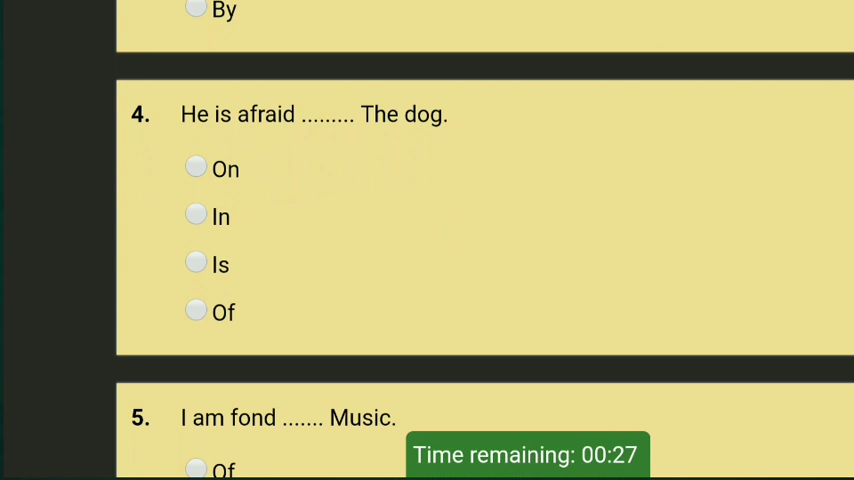 By
4. He is afraid ......... The dog.
On
In
Is
Of
5. I am fond ....... Music.
Of
Time remaining: 00:27